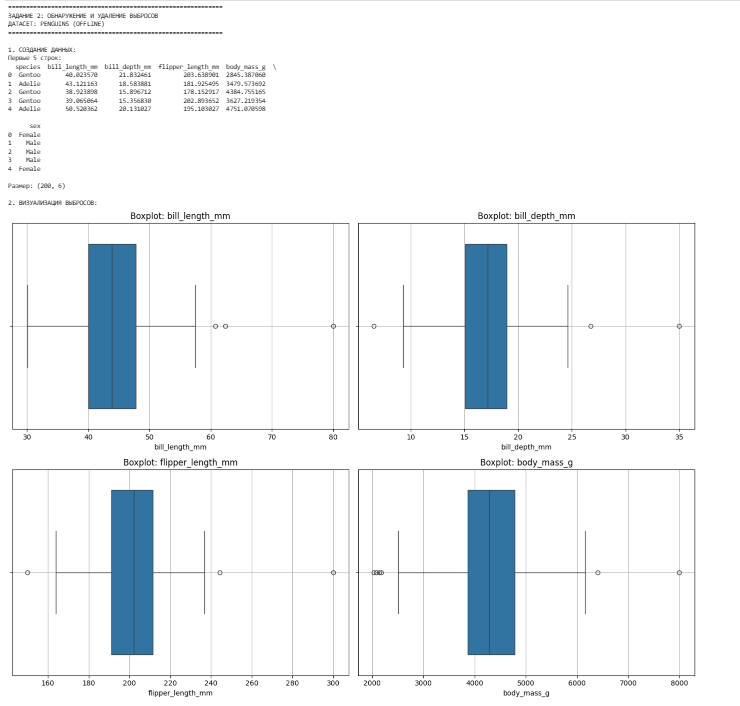 ============================================================
ЗАДАНИЕ 2: ОБНАРУЖЕНИЕ И УДАЛЕНИЕ ВЫБРОСОВ
ДАТАСЕТ: PENGUINS (OFFLINE)
============================================================
1. СОЗДАНИЕ ДАННЫХ:
Первые 5 строк:
species bill_length_mm bill_depth_mm flipper_length_mm body_mass_g \
0 Gentoo 40.023570 21.832461 203.638901 2845.387060
1 Adelie 43.121163 18.583881 181.925495 3479.573692
2 Gentoo 38.923898 15.896712 178.152917 4384.755165
3 Gentoo 39.065064 15.356830 202.893652 3627.219354
4 Adelie 50.520362 20.131027 195.103027 4751.070598
sex
0 Female
1 Male
2 Male
3 Male
4 Female
Размер: (200, 6)
2. ВИЗУАЛИЗАЦИЯ ВЫБРОСОВ:
Boxplot: bill_length_mm
30 40 50 60 70 80
bill_length_mm
Boxplot: bill_depth_mm
10 15 20 25 30 35
bill_depth_mm
Boxplot: flipper_length_mm
160 180 200 220 240 260 280 300
flipper_length_mm
Boxplot: body_mass_g
2000 3000 4000 5000 6000 7000 8000
body_mass_g